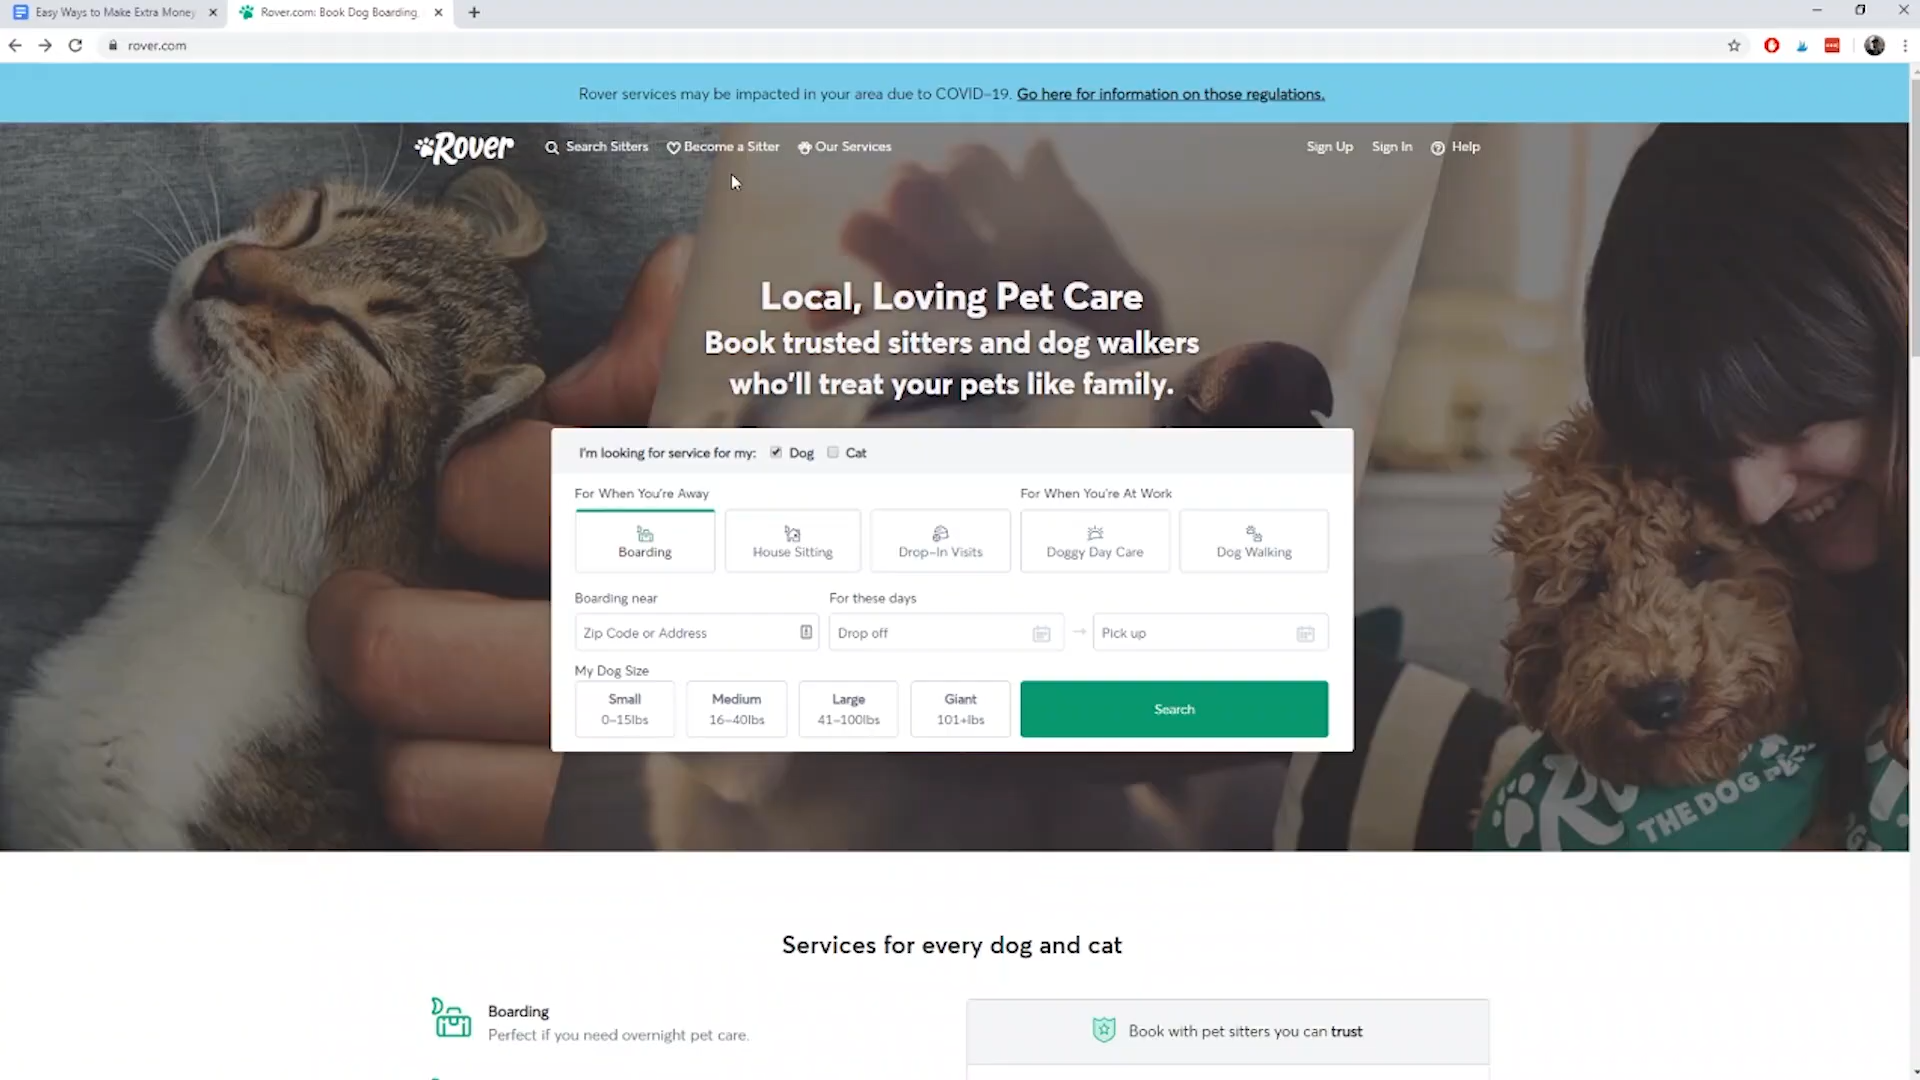 Easy Ways to Make Extra Money
Rover.com: Book Dog Boarding,
rover.com
Rover services may be impacted in your area due to COVID-19. Go here for information on those regulations.
Rover
Search Sitters
Become a Sitter
Our Services
Sign Up
Sign In
Help
Local, Loving Pet Care
Book trusted sitters and dog walkers
who'll treat your pets like family.
I'm looking for service for my:
Dog
Cat
For When You're Away
For When You're At Work
Boarding
House Sitting
Drop-In Visits
Doggy Day Care
Dog Walking
Boarding near
For these days
Zip Code or Address
Drop off
Pick up
My Dog Size
Small
0-15lbs
Medium
16-40lbs
Large
41-100lbs
Giant
101+lbs
Search
THE DOG PE
Services for every dog and cat
Boarding
Perfect if you need overnight pet care.
Book with pet sitters you can trust